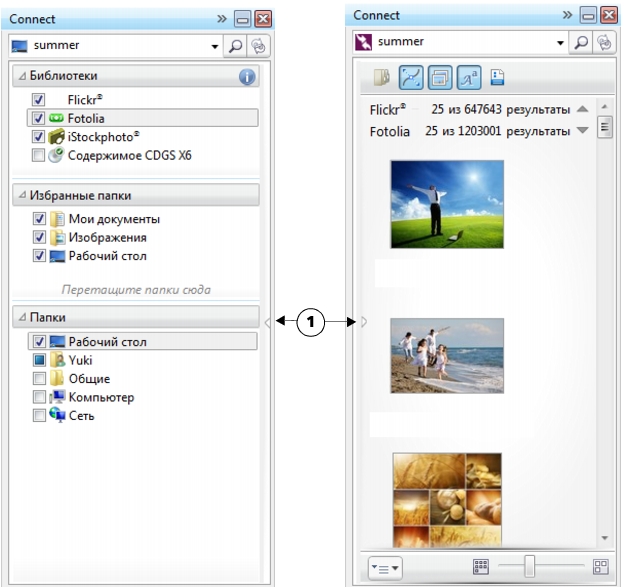 Connect
summer
Библиотеки
Flickr®
Fotolia
iStockphoto®
Содержимое CDGS X6
Избранные папки
Мои документы
Изображения
Рабочий стол
Перетащите папки сюда
Папки
Рабочий стол
Yuki
Общие
Компьютер
Сеть
1
Connect
summer
Flickr® 25 из 647643 результаты
Fotolia 25 из 1203001 результаты